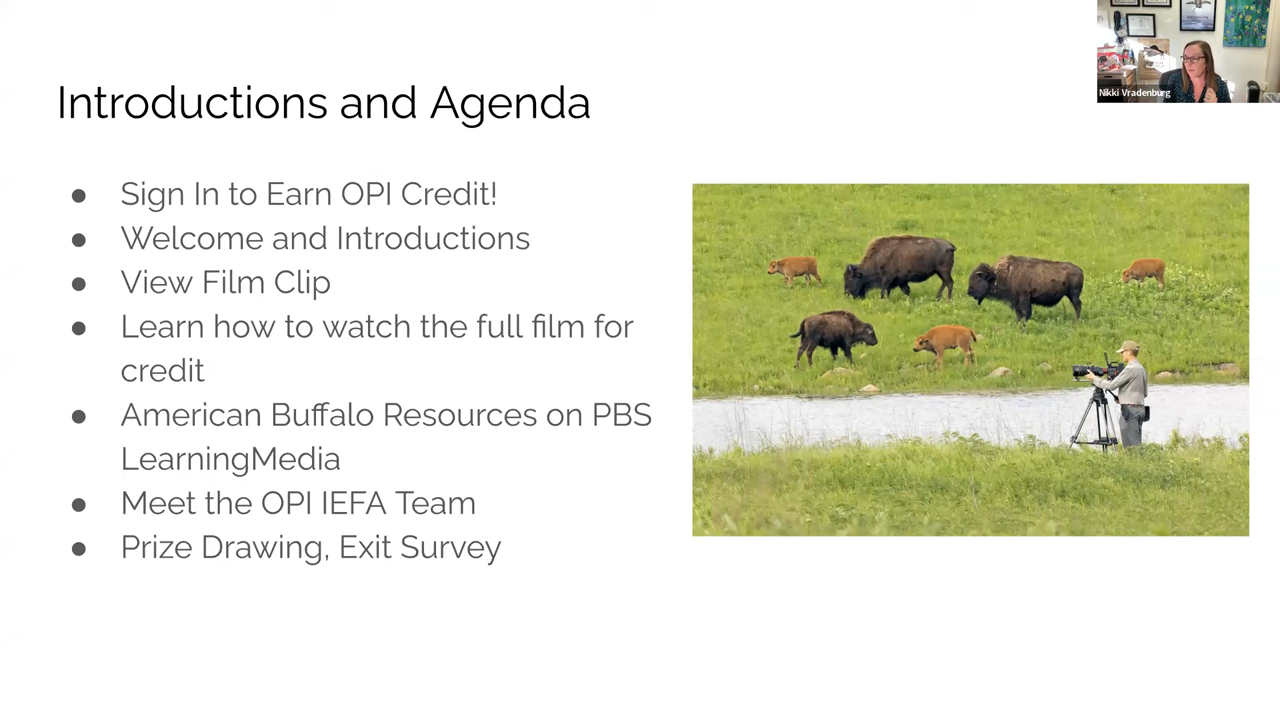 Introductions and Agenda
● Sign In to Earn OPI Credit!
● Welcome and Introductions
● View Film Clip
● Learn how to watch the full film for
credit
● American Buffalo Resources on PBS
LearningMedia
● Meet the OPI IEFA Team
● Prize Drawing, Exit Survey
Nikki Vradenburg